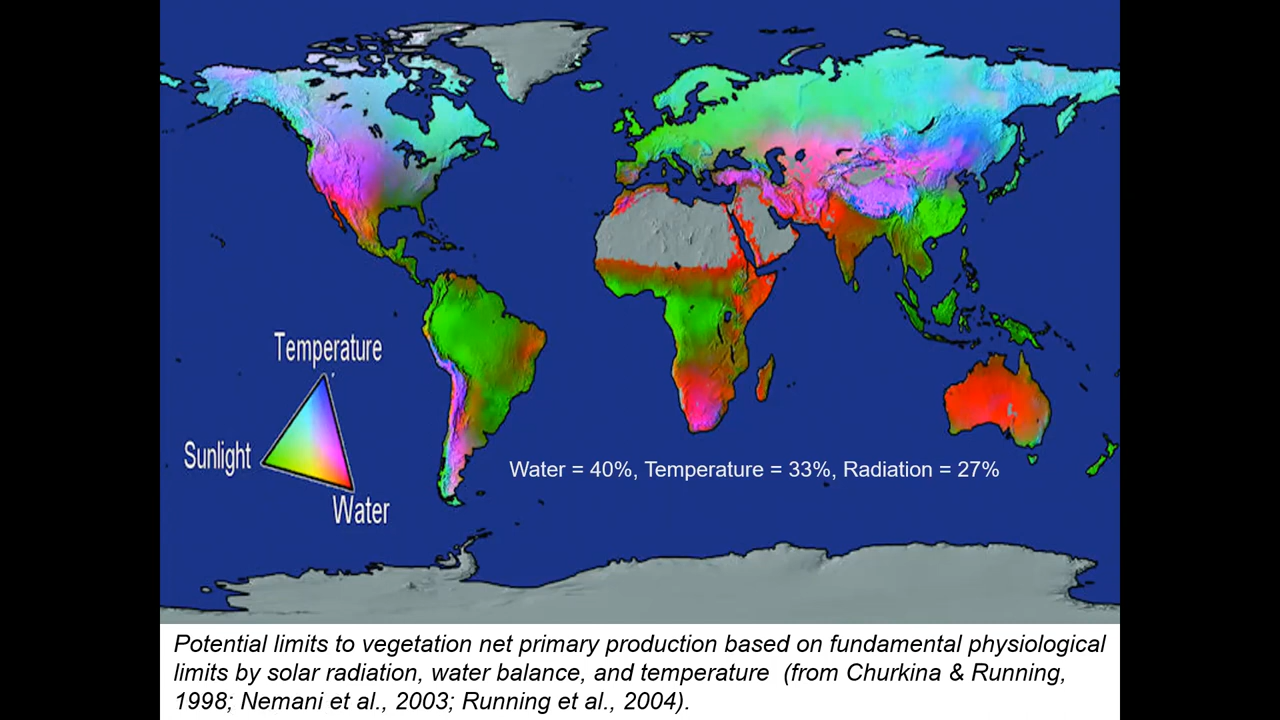 Temperature
Sunlight
Water
Water = 40%, Temperature = 33%, Radiation = 27%
Potential limits to vegetation net primary production based on fundamental physiological
limits by solar radiation, water balance, and temperature  (from Churkina & Running,
1998; Nemani et al., 2003; Running et al., 2004).